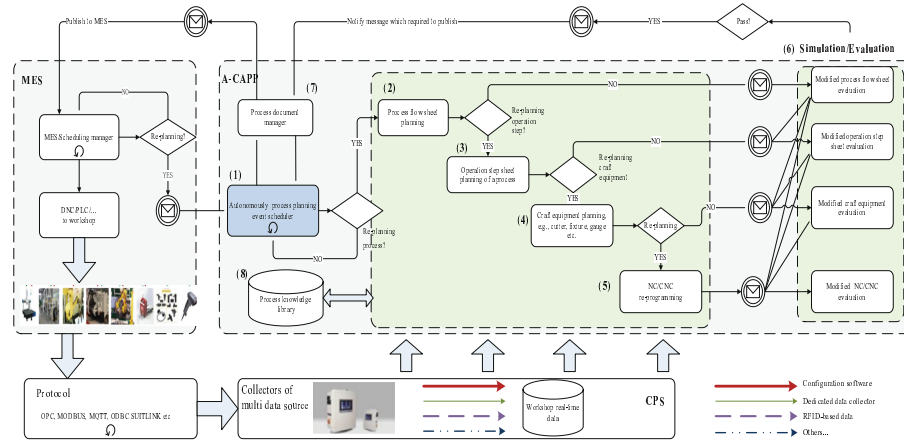 Publish to MES
Notify message which required to publish
YES
Pass?
(6) Simulation/Evaluation
MES
A-CAPP
(7)
(2)
NO
NO
Modified process flow sheet
evaluation
Process document
manager
Process flow sheet
planning
Re-planning
operation
step?
MES/Scheduling manager
Re-planning?
YES
YES
(3)
NO
Modified operation step
sheet evaluation
Operation step sheet
planning of a process
Re-planning
craft
equipment?
YES
(1)
YES
Autonomously process planning
event scheduler
DNC/PLC/...
to workshop
Re-planning
process?
NO
(4)
Craft equipment planning,
e.g., cutter, fixture, gauge
etc.
Re-planning
NO
Modified craft equipment
evaluation
YES
(8)
Process knowledge
library
(5)
NC/CNC
re-programming
Modified NC/CNC
evaluation
Protocol
OPC, MODBUS, MQTT, ODBC SUITLINK etc
Collectors of
multi data source
Workshop real-time
data
CPS
Configuration software
Dedicated data collector
RFID-based data
Others...